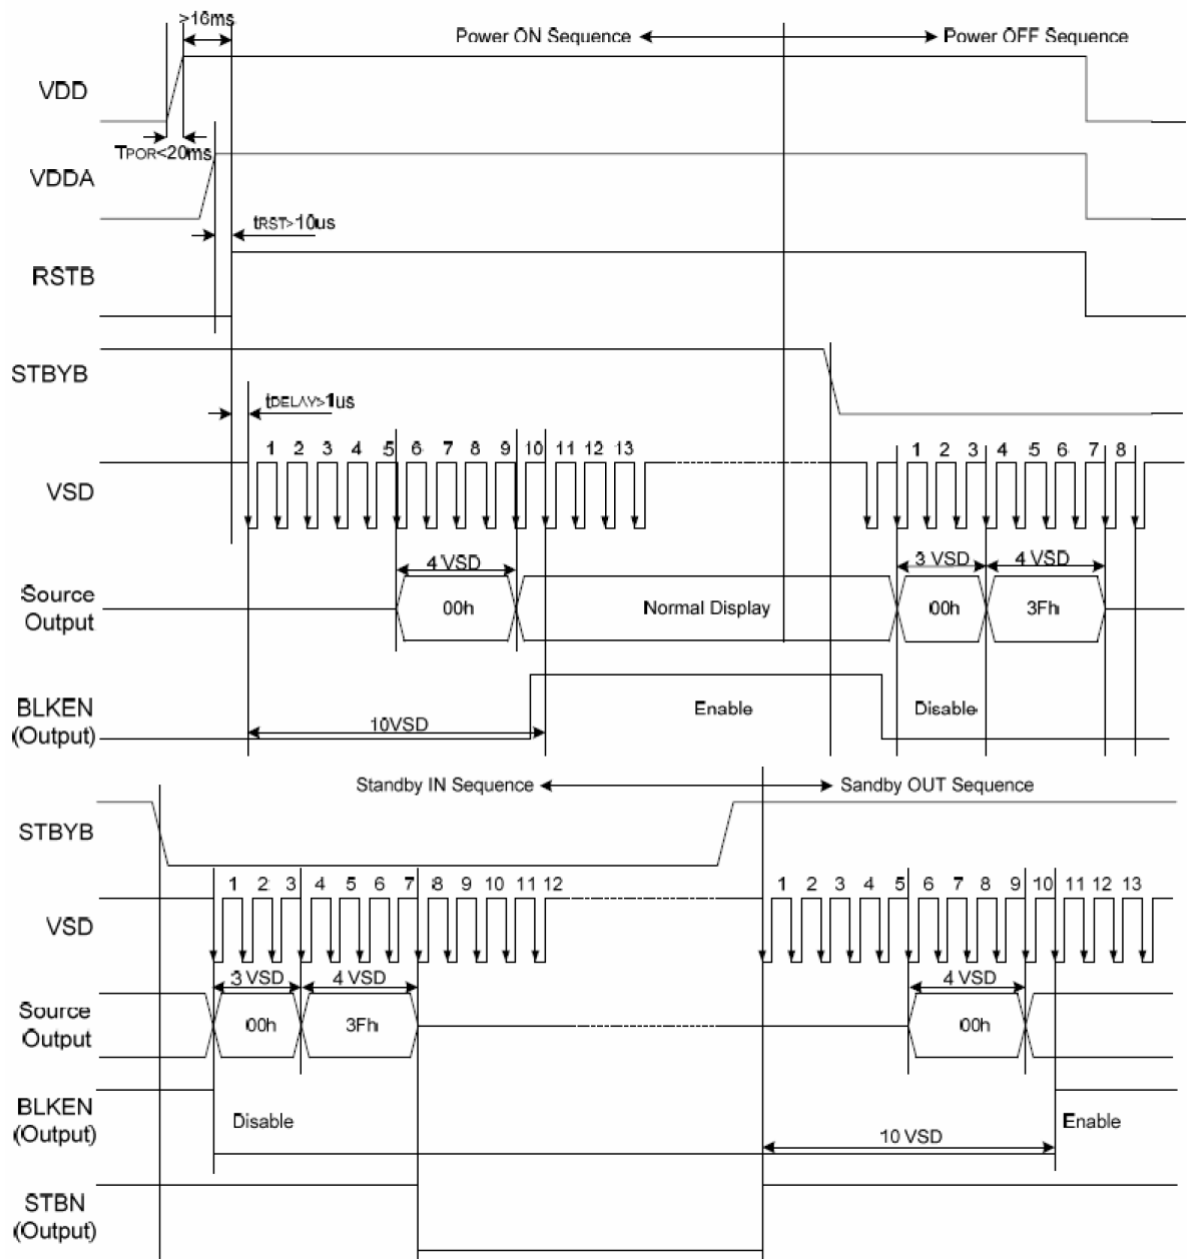 >16ms
Power ON Sequence
Power OFF Sequence
VDD
TPOR<20ms
VDDA
tRST>10us
RSTB
STBYB
tDELAY>1us
1 2 3 4 5 6 7 8 9 10 11 12 13
1 2 3 4 5 6 7 8
VSD
4 VSD
3 VSD
4 VSD
Source
Output
00h
Normal Display
00h
3Fh
BLKEN
(Output)
10VSD
Enable
Disable
Standby IN Sequence
Sandby OUT Sequence
STBYB
1 2 3 4 5 6 7 8 9 10 11 12
1 2 3 4 5 6 7 8 9 10 11 12 13
VSD
3 VSD
4 VSD
4 VSD
Source
Output
00h
3Fh
00h
BLKEN
(Output)
Disable
10 VSD
Enable
STBN
(Output)